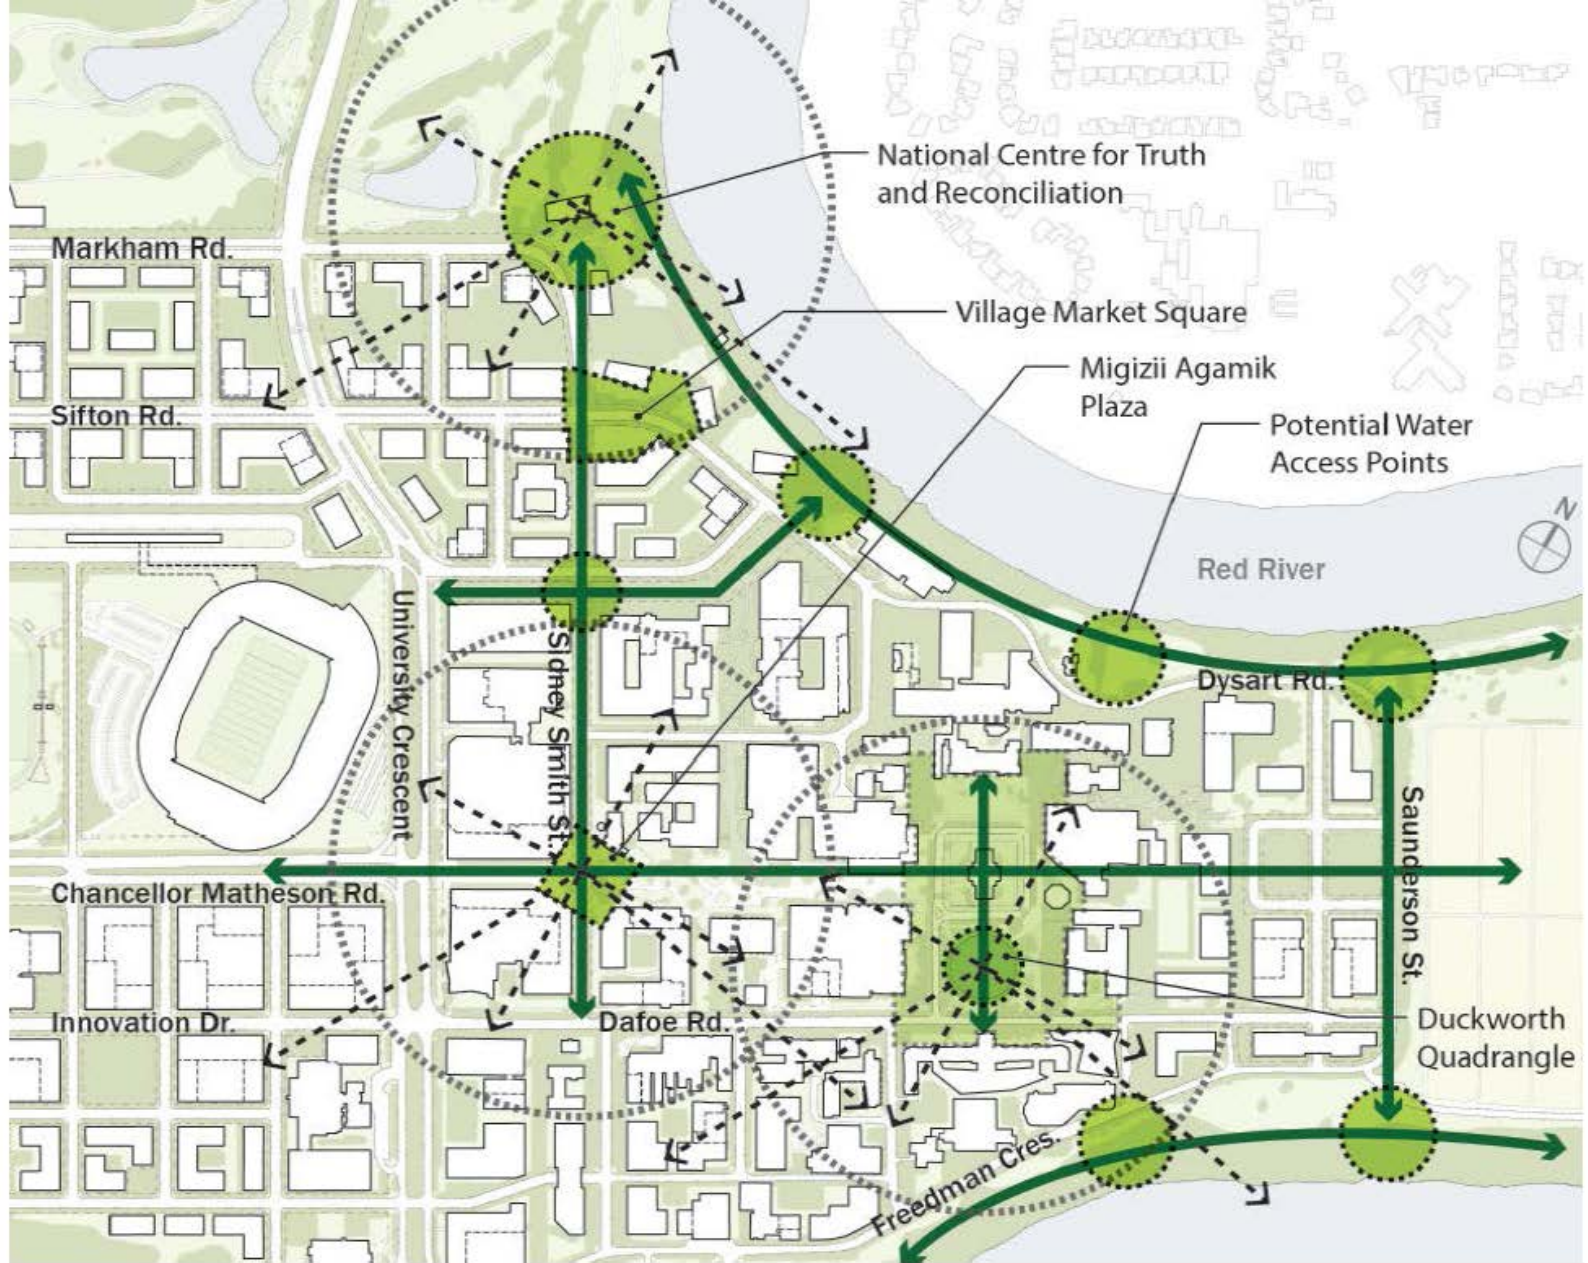 National Centre for Truth
and Reconciliation
Markham Rd.
Village Market Square
Migizii Agamik
Plaza
Sifton Rd.
Potential Water
Access Points
N
Red River
University Crescent
Sidney Smith St.
Dysart Rd.
Saunderson St.
Chancellor Matheson Rd.
Innovation Dr.
Dafoe Rd.
Duckworth
Quadrangle
Freedman Cres.